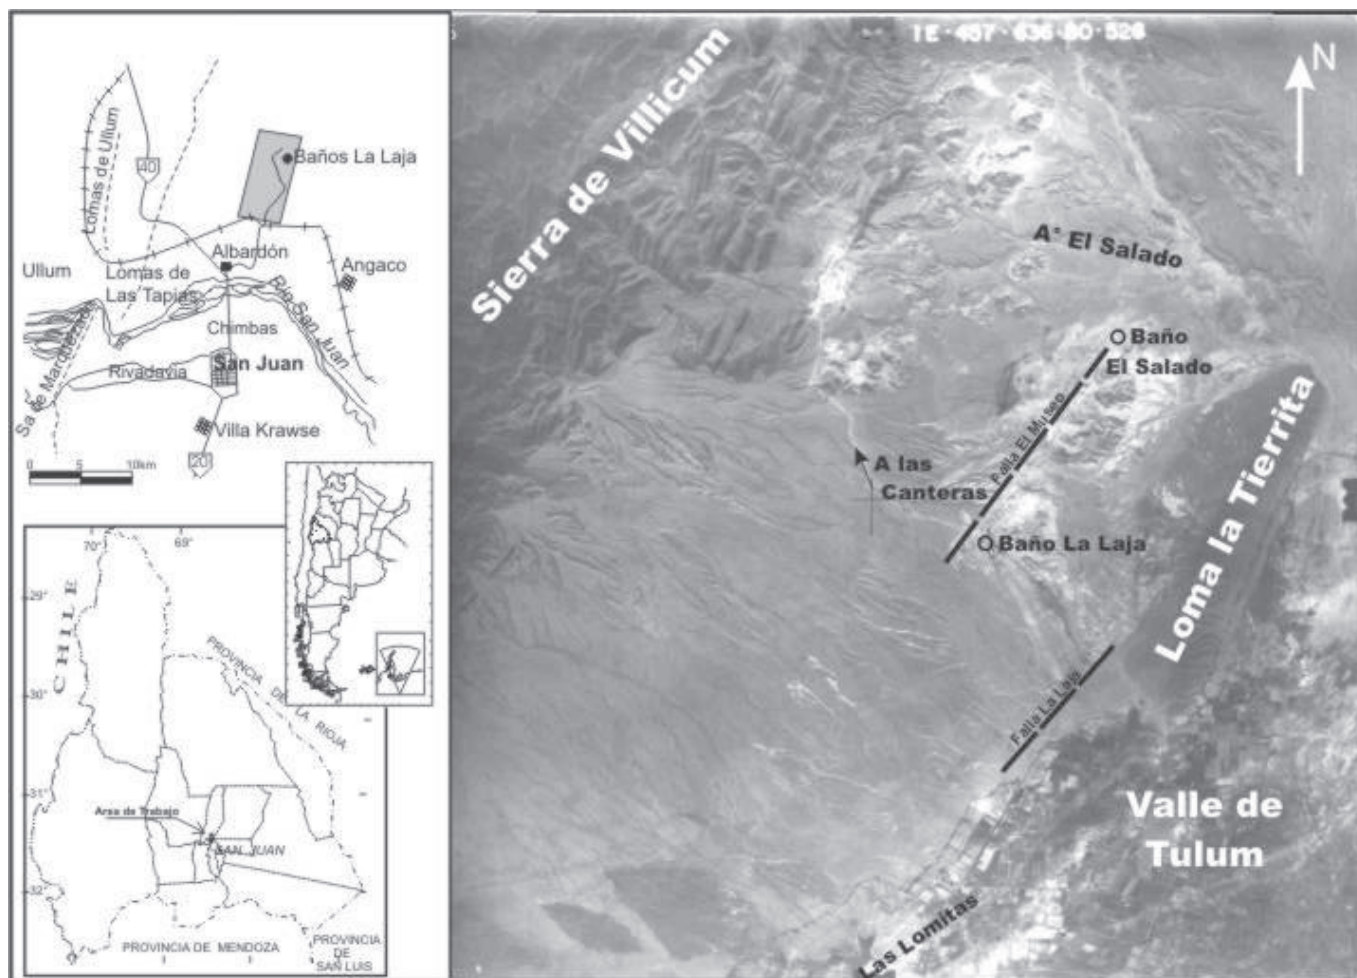 Lomas de Ullum
40
Baños La Laja
Albardón
Angaco
Ullum
Lomas de
Las Tapias
Río San Juan
Chimbas
San Juan
Rivadavia
Sa de Marquezado
Villa Krawse
20
0 5 10km
70° 69°
CHILE
29°
30°
31°
32°
PROVINCIA DE LA RIOJA
Area de Trabajo
SAN JUAN
PROVINCIA DE MENDOZA
PROVINCIA
DE
SAN LUIS
1E-457-636-80-526
N
Sierra de Villicum
A° El Salado
Baño
El Salado
Falla El Museo
A las
Canteras
Baño La Laja
Loma la Tierrita
Falla La Laja
Valle de
Tulum
Las Lomitas